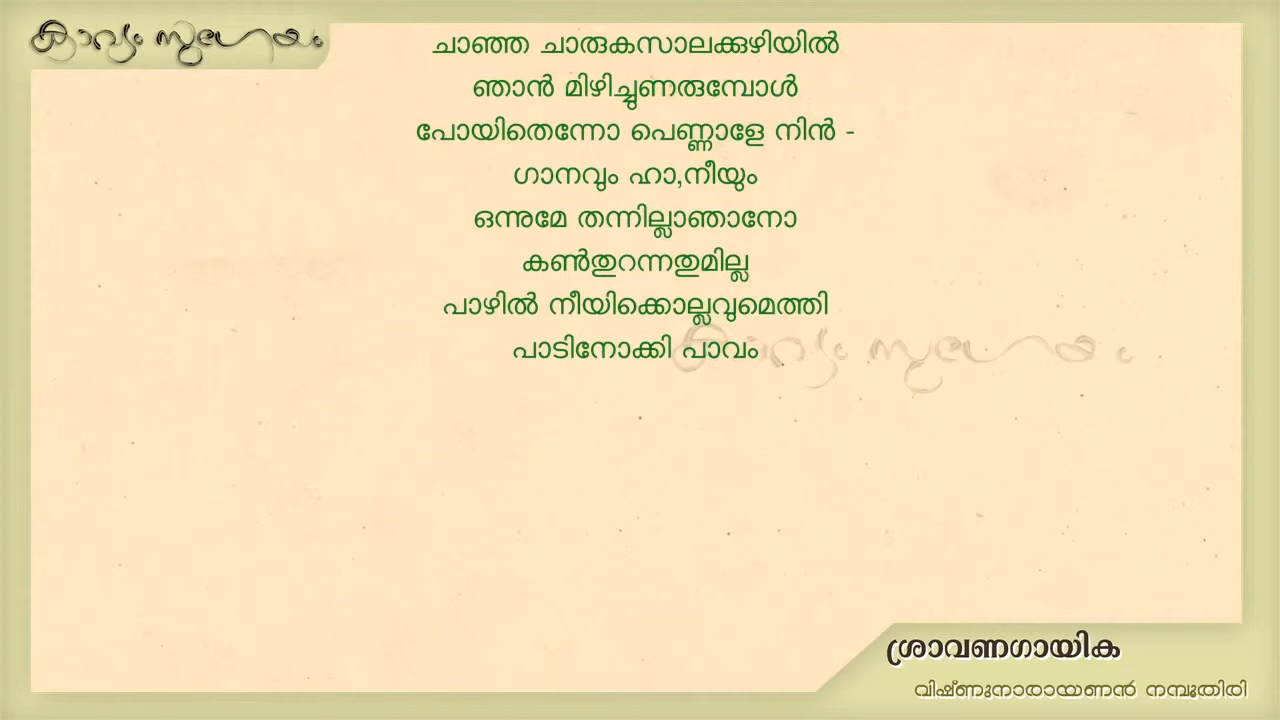 കാവ്യം സുഗേയം
ചാഞ്ഞ ചാരുകസാലക്കുഴിയിൽ
ഞാൻ മിഴിച്ചുണരുമ്പോൾ
പോയിതെന്നോ പെണ്ണാളേ നിൻ -
ഗാനവും ഹാ,നീയും
ഒന്നുമേ തന്നില്ലാഞാനോ
കൺതുറന്നതുമില്ല
പാഴിൽ നീയിക്കൊല്ലവുമെത്തി
പാടിനോക്കി പാവം
കാവ്യം സുഗേയം
ശ്രാവണഗായിക
വിഷ്ണുനാരായണൻ നമ്പൂതിരി